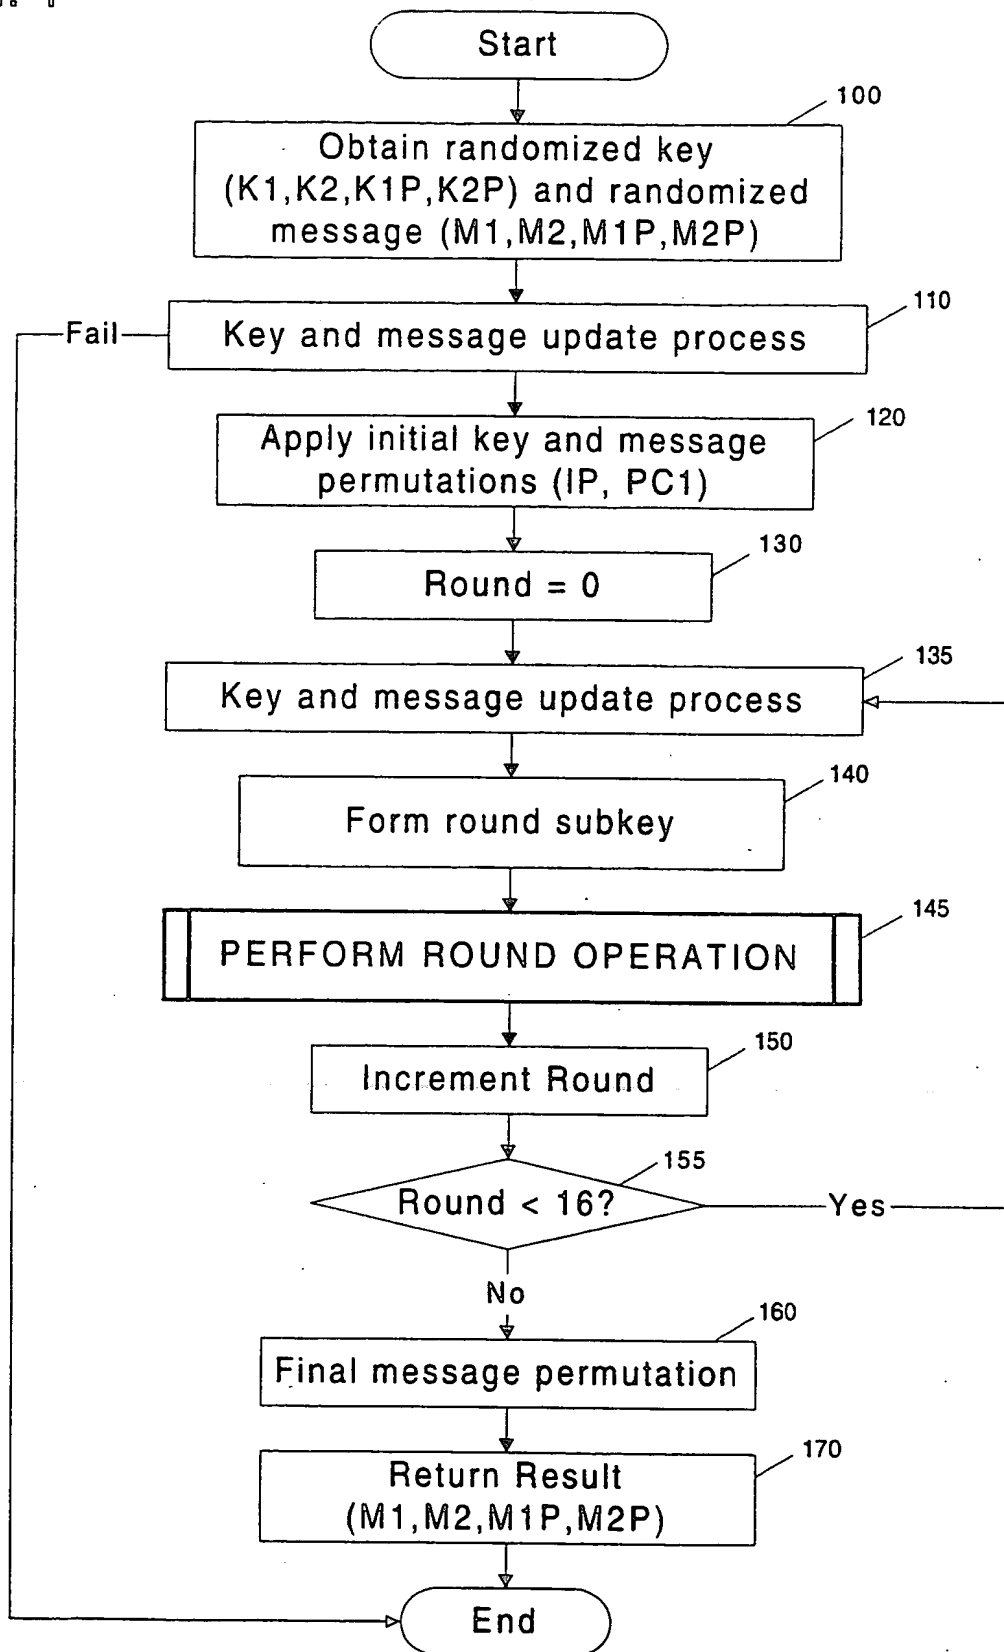 Start
100
Obtain randomized key
(K1,K2,K1P,K2P) and randomized
message (M1,M2,M1P,M2P)
110
Fail
Key and message update process
120
Apply initial key and message
permutations (IP, PC1)
130
Round = 0
135
Key and message update process
140
Form round subkey
145
PERFORM ROUND OPERATION
150
Increment Round
155
Round < 16?
Yes
No
160
Final message permutation
170
Return Result
(M1,M2,M1P,M2P)
End